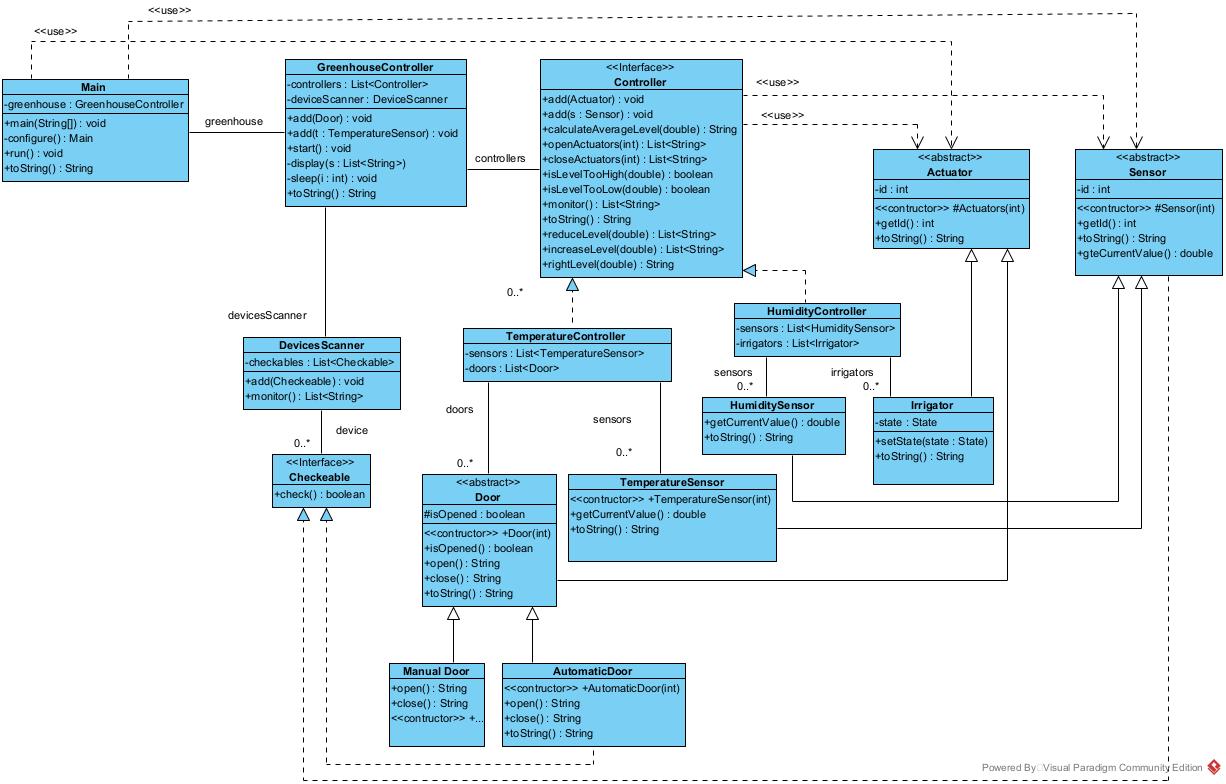 <<use>>
<<use>>
Main
-greenhouse : GreenhouseController
+main(String[]) : void
-configure() : Main
+run() : void
+toString() : String
greenhouse
GreenhouseController
-controllers : List<Controller>
-deviceScanner : DeviceScanner
+add(Door) : void
+add(t : TemperatureSensor) : void
+start() : void
-display(s : List<String>)
-sleep(i : int) : void
+toString() : String
controllers
<<Interface>>
Controller
+add(Actuator) : void
+add(s : Sensor) : void
+calculateAverageLevel(double) : String
+openActuators(int) : List<String>
+closeActuators(int) : List<String>
+isLevelTooHigh(double) : boolean
+isLevelTooLow(double) : boolean
+monitor() : List<String>
+toString() : String
+reduceLevel(double) : List<String>
+increaseLevel(double) : List<String>
+rightLevel(double) : String
<<use>>
<<use>>
<<abstract>>
Actuator
-id : int
<<contructor>> #Actuators(int)
+getId() : int
+toString() : String
<<abstract>>
Sensor
-id : int
<<contructor>> #Sensor(int)
+getId() : int
+toString() : String
+gteCurrentValue() : double
devicesScanner
DevicesScanner
-checkables : List<Checkable>
+add(Checkeable) : void
+monitor() : List<String>
device
0..*
<<Interface>>
Checkeable
+check() : boolean
0..*
TemperatureController
-sensors : List<TemperatureSensor>
-doors : List<Door>
HumidityController
-sensors : List<HumiditySensor>
-irrigators : List<Irrigator>
sensors
0..*
irrigators
0..*
HumiditySensor
+getCurrentValue() : double
+toString() : String
Irrigator
-state : State
+setState(state : State)
+toString() : String
doors
0..*
sensors
0..*
<<abstract>>
Door
#isOpened : boolean
<<contructor>> +Door(int)
+isOpened() : boolean
+open() : String
+close() : String
+toString() : String
TemperatureSensor
<<contructor>> +TemperatureSensor(int)
+getCurrentValue() : double
+toString() : String
Manual Door
+open() : String
+close() : String
<<contructor>> +...
AutomaticDoor
<<contructor>> +AutomaticDoor(int)
+open() : String
+close() : String
+toString() : String
Powered By Visual Paradigm Community Edition